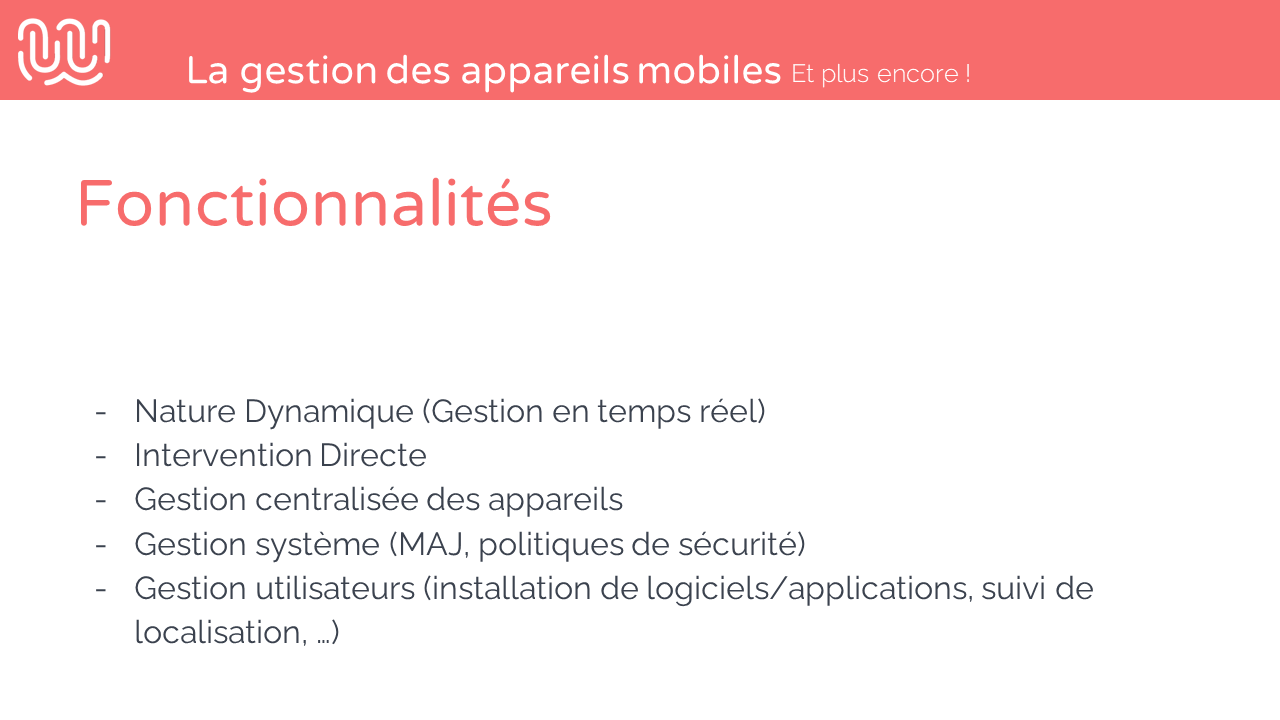 La gestion des appareils mobiles Et plus encore !
Fonctionnalités
- Nature Dynamique (Gestion en temps réel)
- Intervention Directe
- Gestion centralisée des appareils
- Gestion système (MAJ, politiques de sécurité)
- Gestion utilisateurs (installation de logiciels/applications, suivi de
localisation, …)